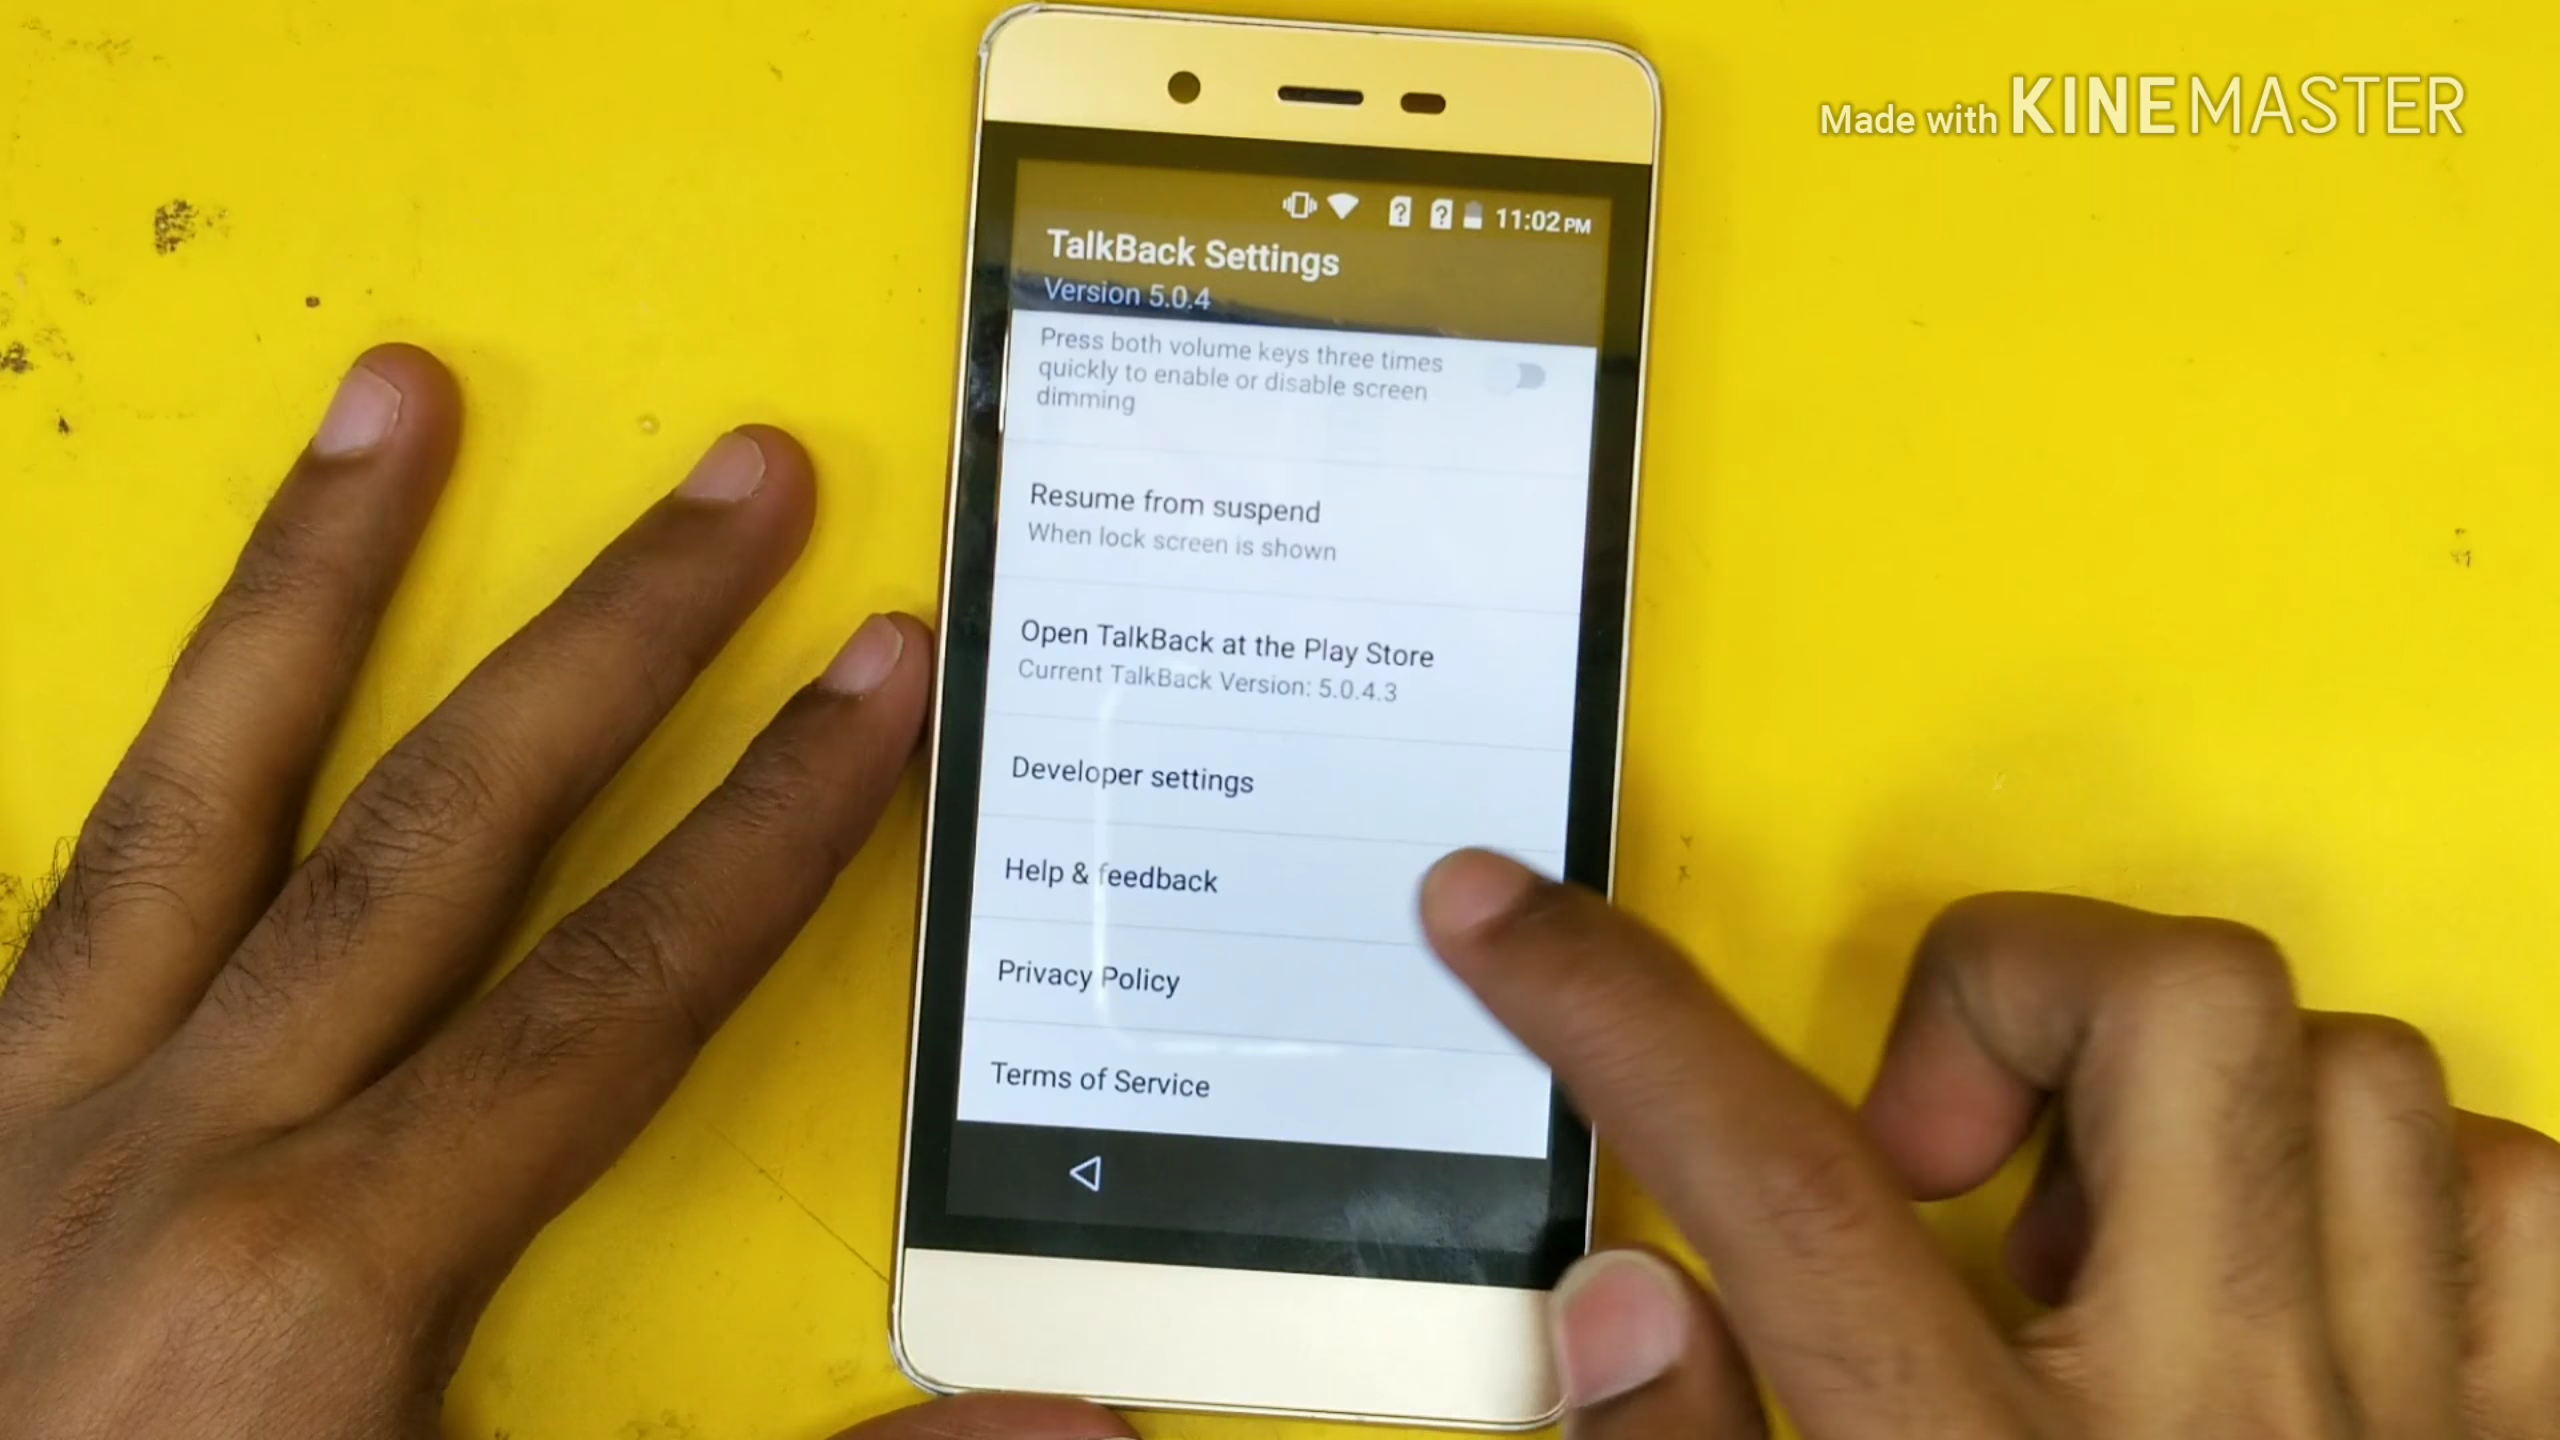 Made with KINEMASTER
11:02 PM
TalkBack Settings
Version 5.0.4
Press both volume keys three times
quickly to enable or disable screen
dimming
Resume from suspend
When lock screen is shown
Open TalkBack at the Play Store
Current TalkBack Version: 5.0.4.3
Developer settings
Help & feedback
Privacy Policy
Terms of Service